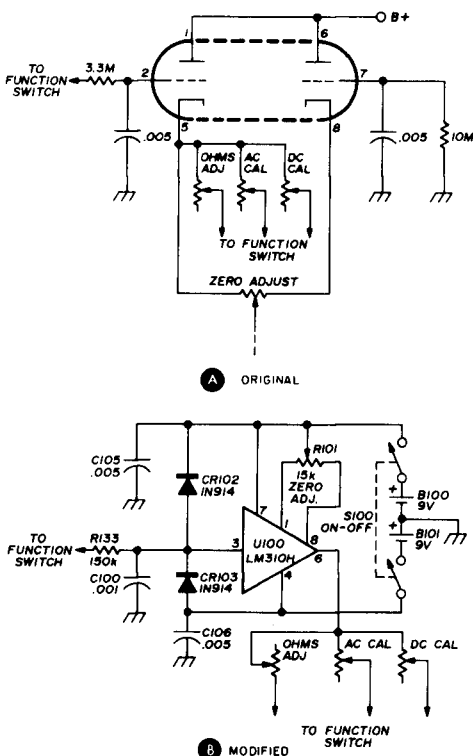 B+
1
6
TO
FUNCTION
SWITCH
3.3M
2
7
.005
5
8
.005
10M
OHMS
ADJ
AC
CAL
DC
CAL
TO FUNCTION
SWITCH
ZERO ADJUST
A ORIGINAL
C105
.005
CR102
IN914
R101
15k
ZERO
ADJ.
S100
ON-OFF
+
B100
9V
+
B101
9V
TO
FUNCTION
SWITCH
R133
150k
C100
.001
CR103
IN914
7
1
8
3
U100
LM310H
6
4
C106
.005
OHMS
ADJ
AC CAL
DC CAL
TO FUNCTION
SWITCH
B MODIFIED